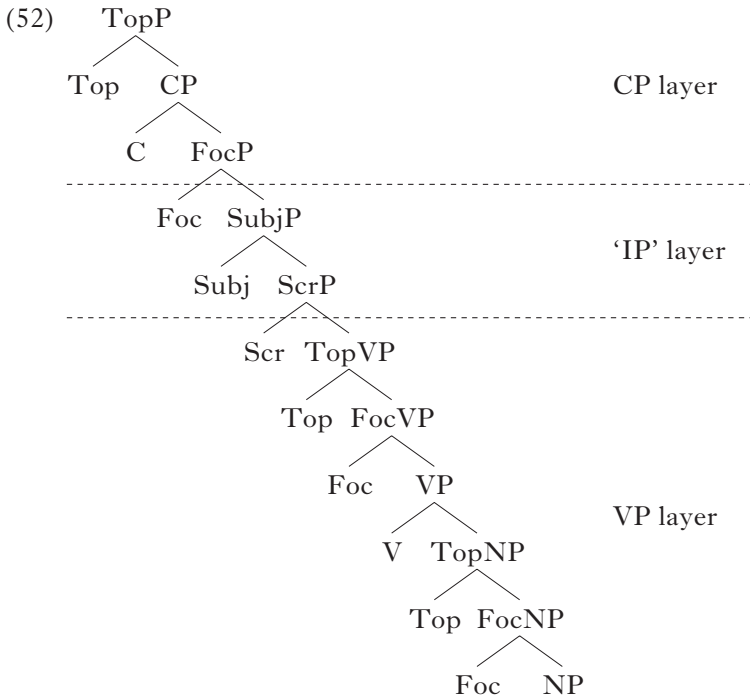 (52) TopP
Top CP CP layer
C FocP
Foc SubjP
‘IP’ layer
Subj ScrP
Scr TopVP
Top FocVP
Foc VP
VP layer
V TopNP
Top FocNP
Foc NP